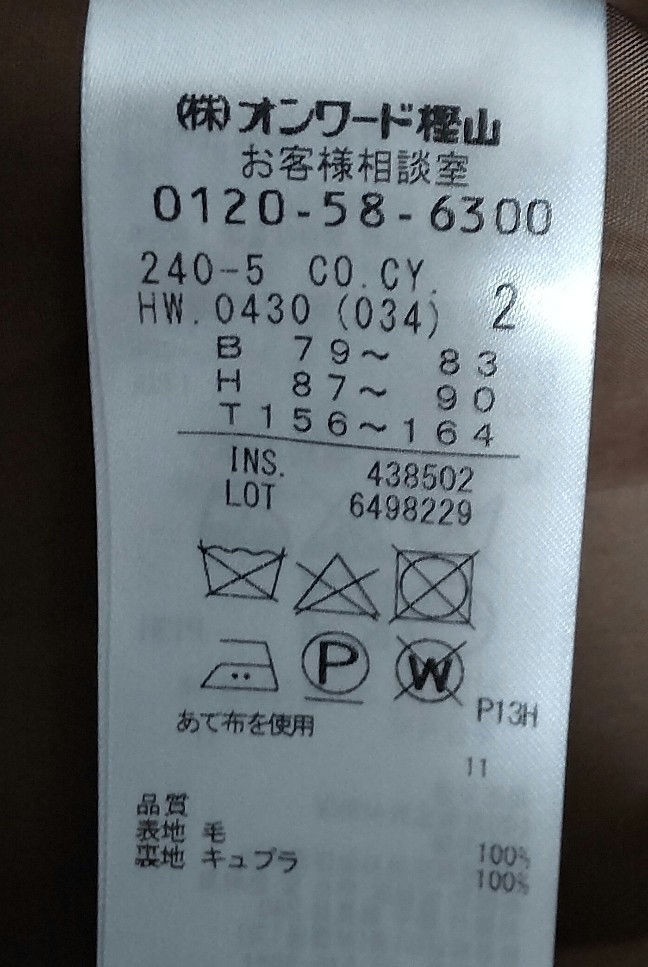 (株)オンワード樫山
お客様相談室
0120-58-6300
240-5 CO.CY.
HW.0430 (034) 2
B 79~ 83
H 87~ 90
T156~164
INS. 438502
LOT 6498229
P
W
P13H
あて布を使用
11
品質
表地 毛 100%
裏地 キュプラ 100%